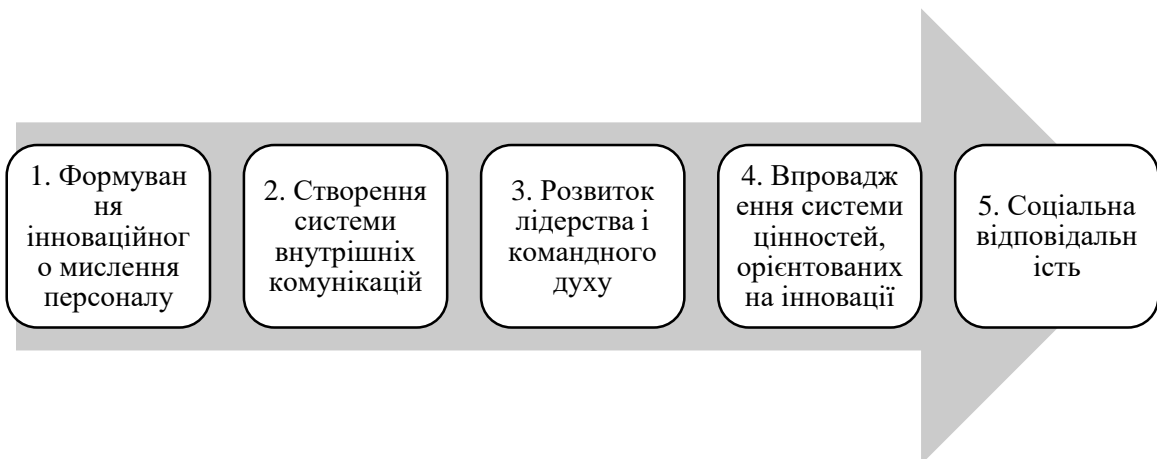 1. Формуван
ня
інноваційног
о мислення
персоналу
2. Створення
системи
внутрішніх
комунікацій
3. Розвиток
лідерства і
командного
духу
4. Впровадж
ення системи
цінностей,
орієнтованих
на інновації
5. Соціальна
відповідальн
ість